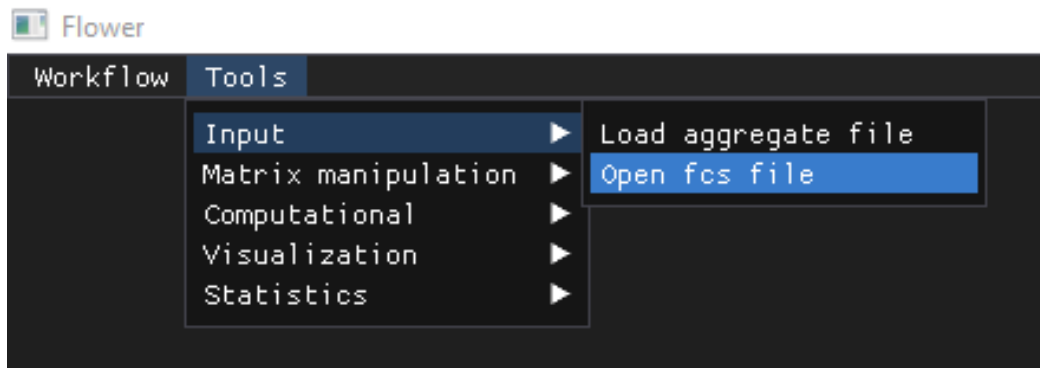 Flower
Workflow Tools
Input Load aggregate file
Matrix manipulation Open fcs file
Computational
Visualization
Statistics